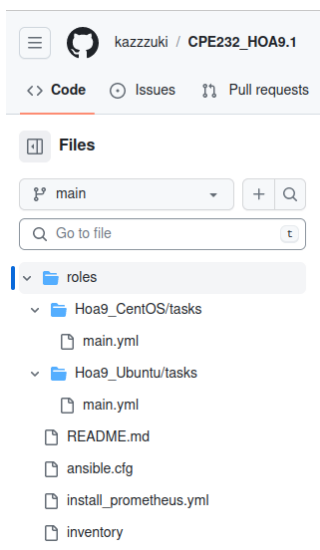 kazzzuki / CPE232_HOA9.1
Code Issues Pull requests
Files
main
Go to file t
roles
Hoa9_CentOS/tasks
main.yml
Hoa9_Ubuntu/tasks
main.yml
README.md
ansible.cfg
install_prometheus.yml
inventory